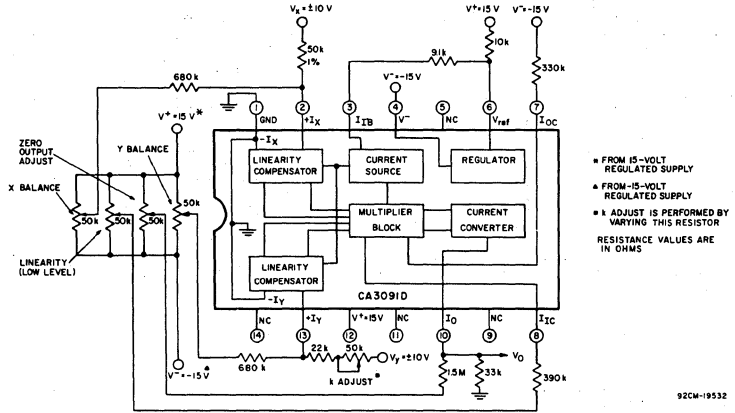 Vx = ±10 V
V+ = 15 V
V- = -15 V
50k
1%
10k
9.1k
V- = -15 V
680 k
330k
1
2
3
4
5
6
7
GND
+IX
IIB
V-
NC
Vref
IOC
V+ = 15 V *
-IX
ZERO
OUTPUT
ADJUST
Y BALANCE
X BALANCE
LINEARITY
COMPENSATOR
CURRENT
SOURCE
REGULATOR
* FROM 15-VOLT
REGULATED SUPPLY
▲ FROM -15-VOLT
REGULATED SUPPLY
50k
50k
50k
50k
MULTIPLIER
BLOCK
CURRENT
CONVERTER
■ k ADJUST IS PERFORMED BY
VARYING THIS RESISTOR
RESISTANCE VALUES ARE
IN OHMS
LINEARITY
(LOW LEVEL)
LINEARITY
COMPENSATOR
-IY
CA3091D
NC
+IY
V+=15V
NC
IO
NC
IIC
14
13
12
11
10
9
8
V- = -15 V ▲
680 k
22k
50k
Vy = ±10V
k ADJUST ■
1.5M
33k
VO
390k
92CM-19532